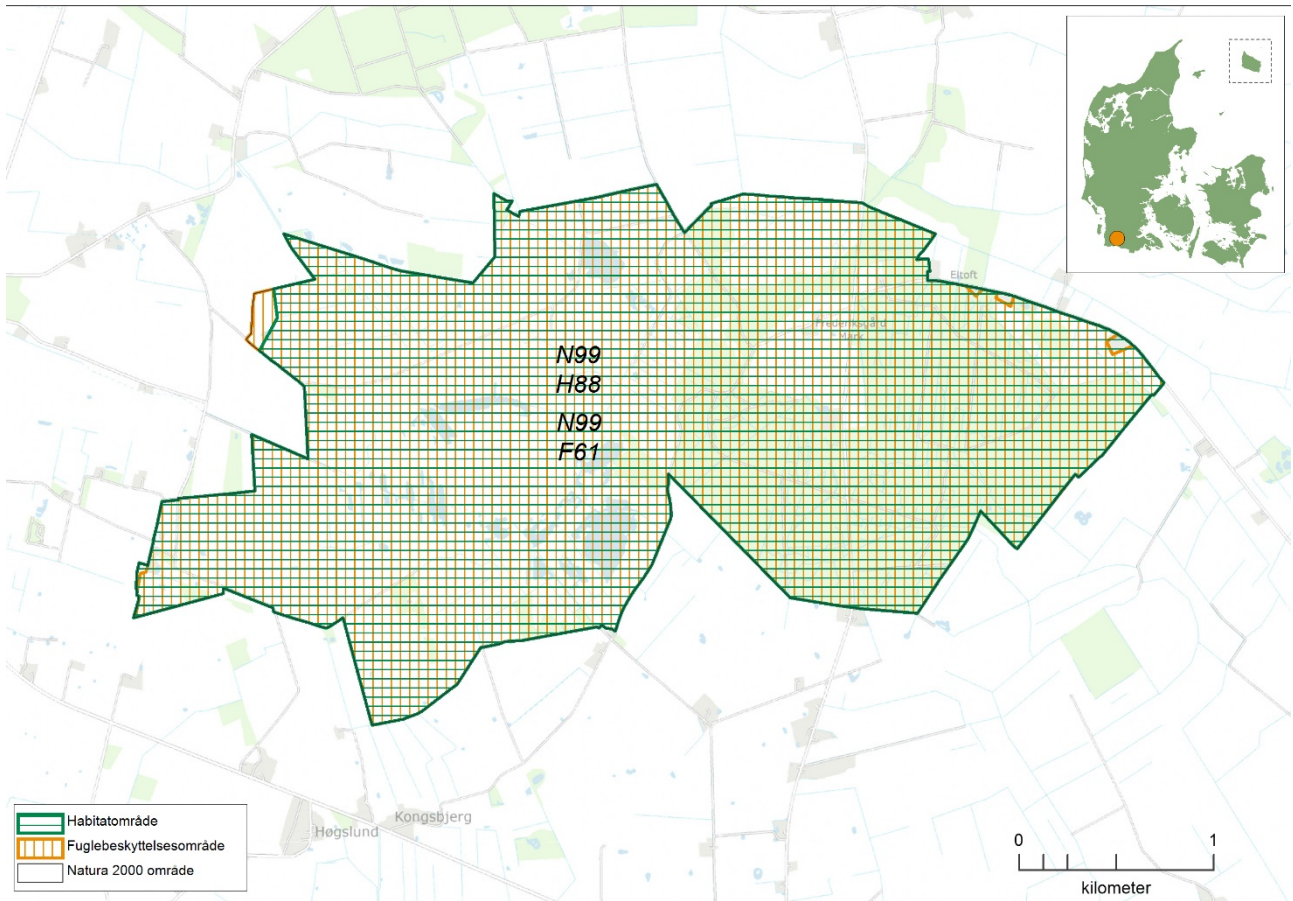 Eltoft
Frederiksgård
Mark
N99
H88
N99
F61
Kongsbjerg
Høgslund
Habitatområde
Fuglebeskyttelsesområde
Natura 2000 område
0 1
kilometer